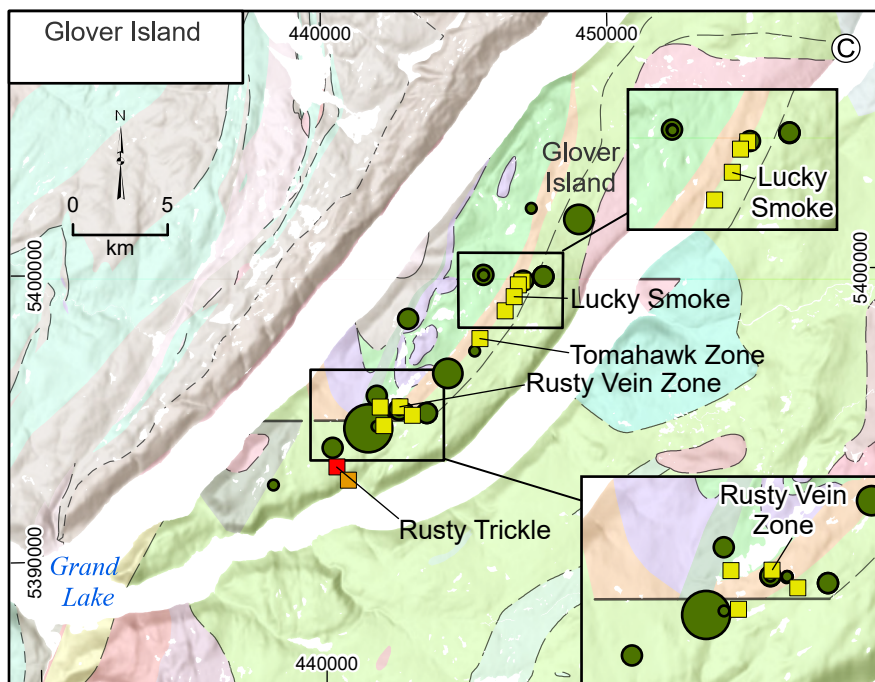 Glover Island
440000
450000
C
N
0
5
km
Glover
Island
Lucky
Smoke
5400000
5400000
Lucky Smoke
Tomahawk Zone
Rusty Vein Zone
Rusty Vein
Zone
Rusty Trickle
5390000
Grand
Lake
440000